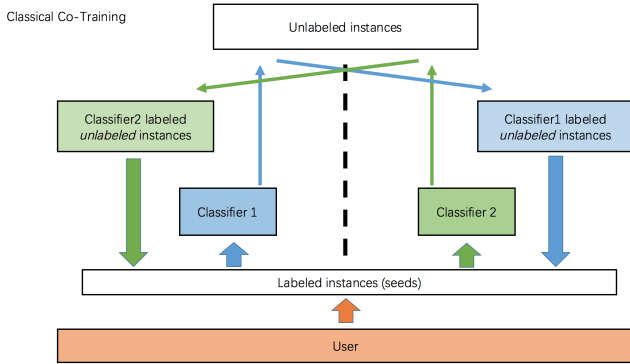 Classical Co-Training
Unlabeled instances
Classifier2 labeled
unlabeled instances
Classifier1 labeled
unlabeled instances
Classifier 1
Classifier 2
Labeled instances (seeds)
User